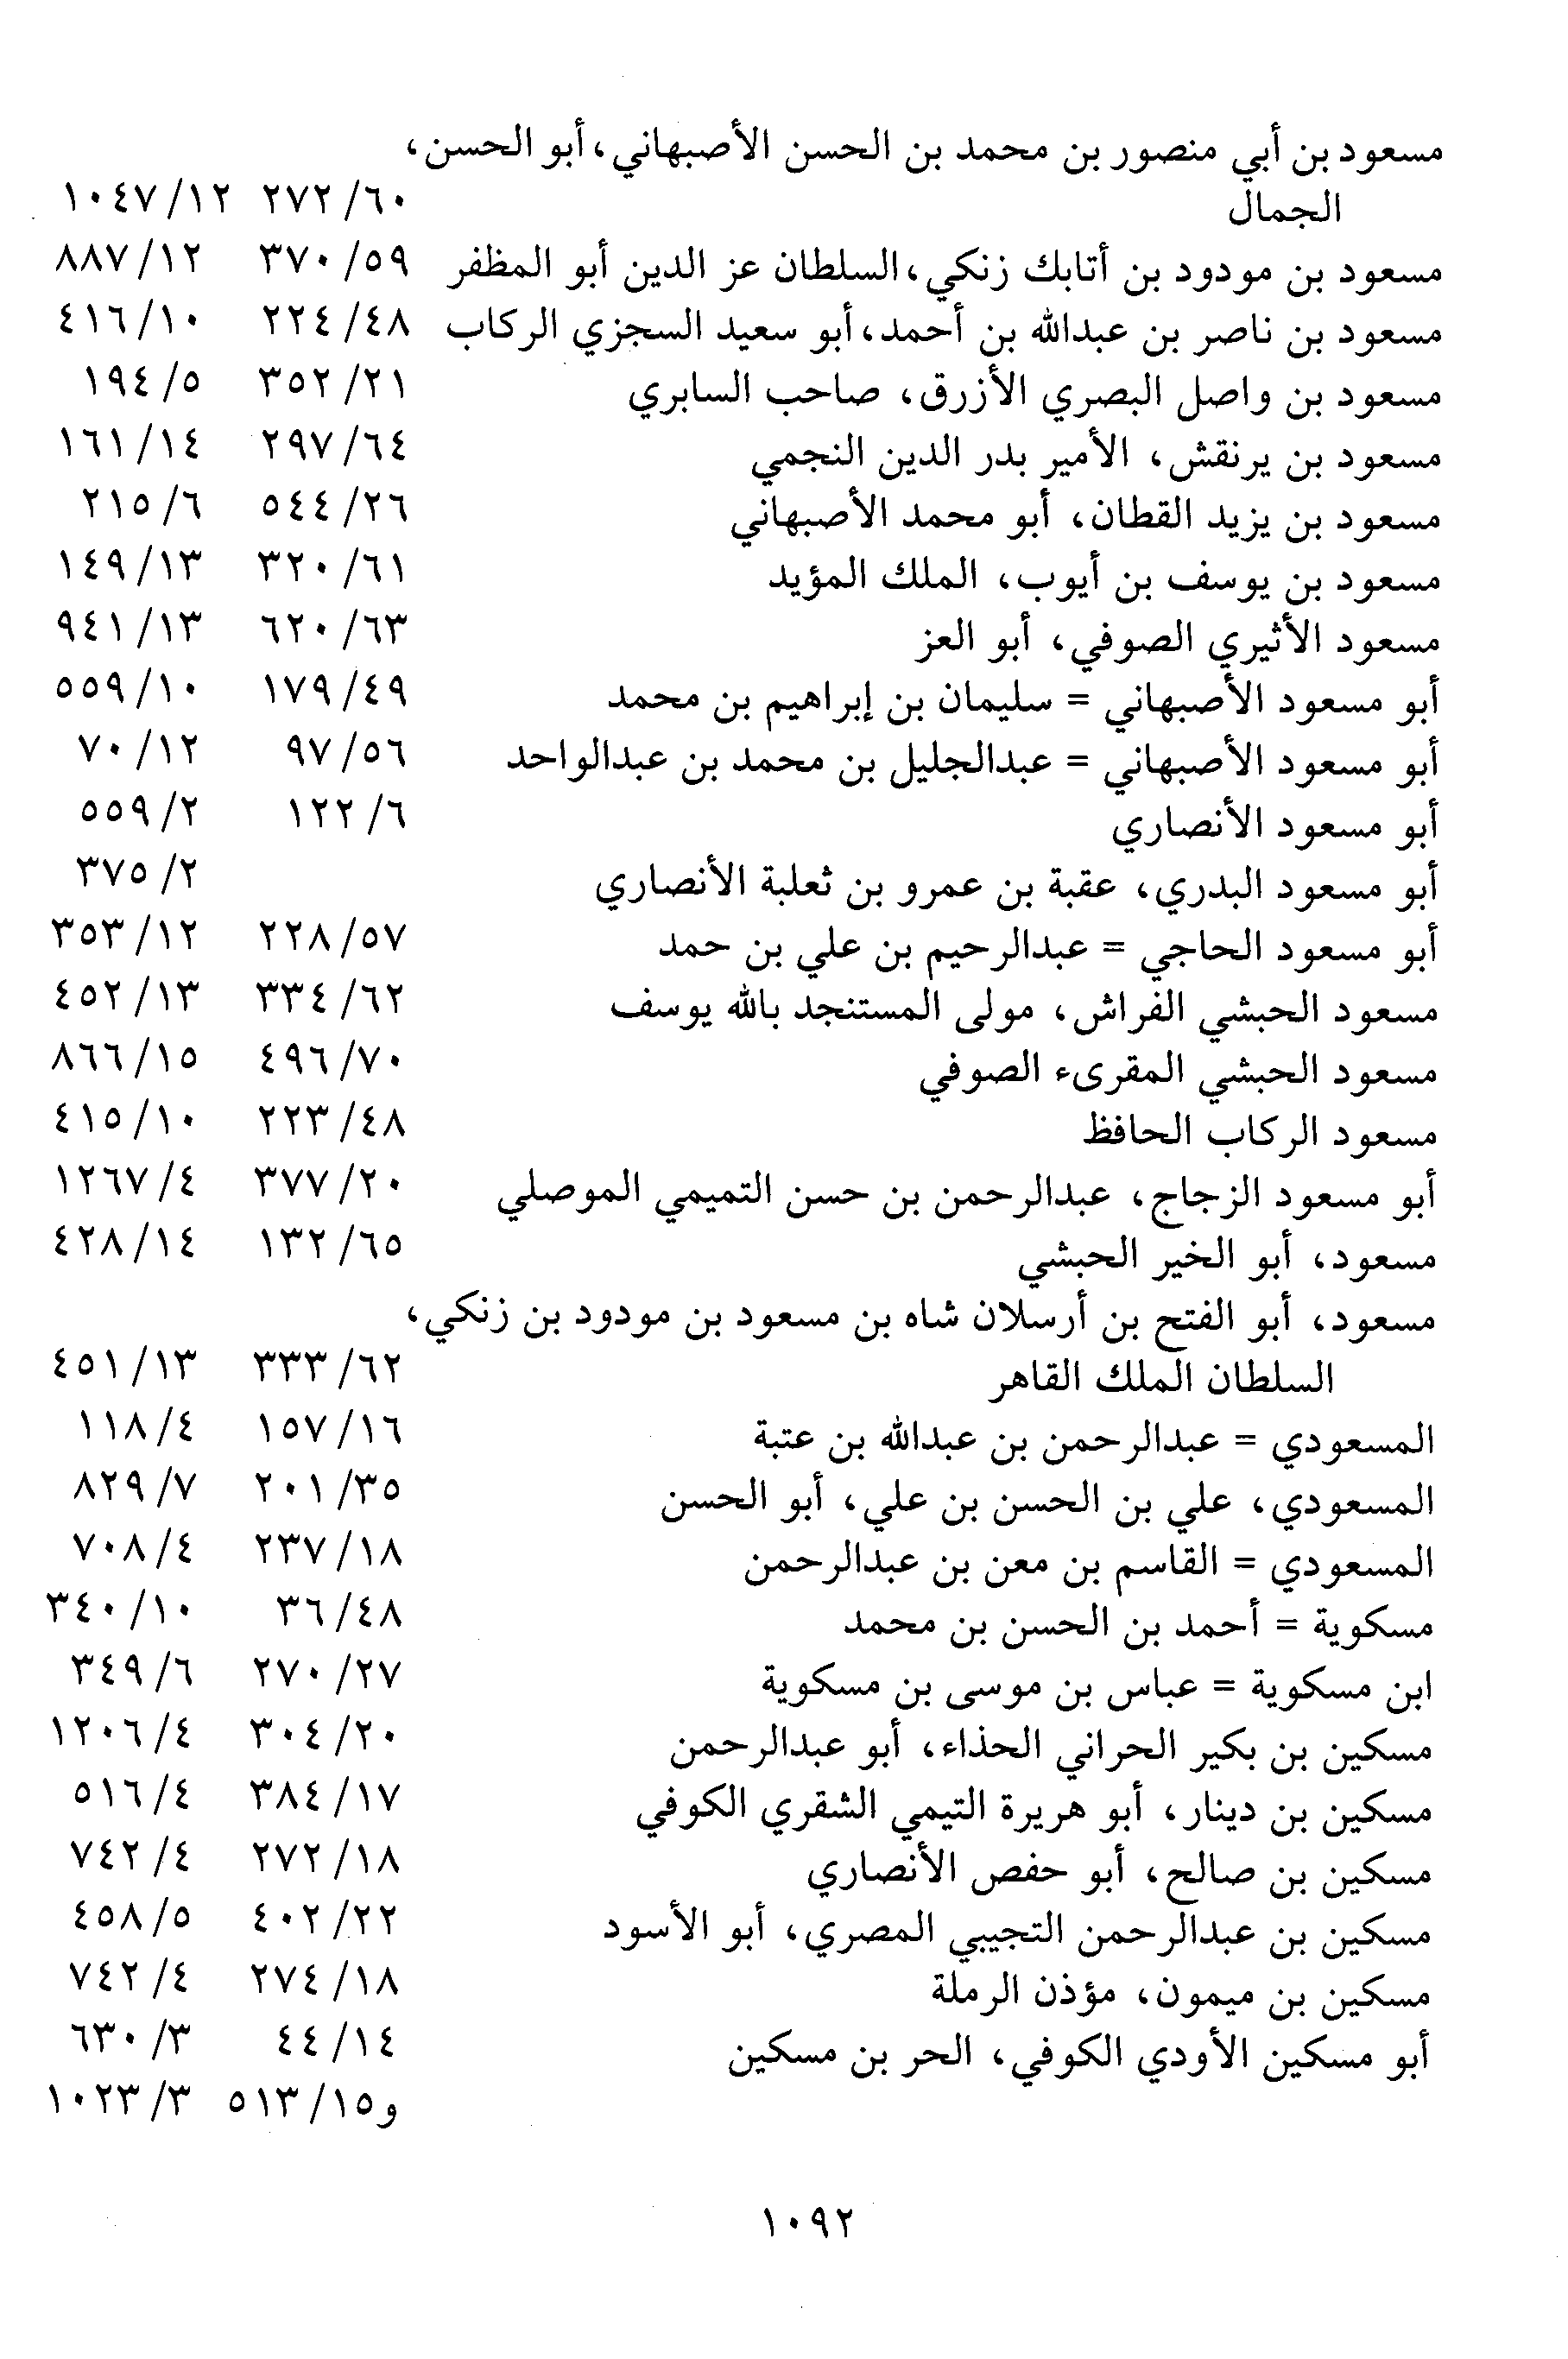 مسعود بن أبي منصور بن محمد بن الحسن الأصبهاني، أبو الحسن،
الجمال ٦٠/ ٢٧٢ ١٢/ ١٠٤٧
مسعود بن مودود بن أتابك زنكي، السلطان عز الدين أبو المظفر ٥٩/ ٣٧٠ ١٢/ ٨٨٧
مسعود بن ناصر بن عبدالله بن أحمد، أبو سعيد السجزي الركاب ٤٨/ ٢٢٤ ١٠/ ٤١٦
مسعود بن واصل البصري الأزرق، صاحب السابري ٢١/ ٣٥٢ ٥/ ١٩٤
مسعود بن يرنقش، الأمير بدر الدين النجمي ٦٤/ ٢٩٧ ١٤/ ١٦١
مسعود بن يزيد القطان، أبو محمد الأصبهاني ٢٦/ ٥٤٤ ٦/ ٢١٥
مسعود بن يوسف بن أيوب، الملك المؤيد ٦١/ ٣٢٠ ١٣/ ١٤٩
مسعود الأثيري الصوفي، أبو العز ٦٣/ ٦٢٠ ١٣/ ٩٤١
أبو مسعود الأصبهاني = سليمان بن إبراهيم بن محمد ٤٩/ ١٧٩ ١٠/ ٥٥٩
أبو مسعود الأصبهاني = عبدالجليل بن محمد بن عبدالواحد ٥٦/ ٩٧ ١٢/ ٧٠
أبو مسعود الأنصاري ٦/ ١٢٢ ٢/ ٥٥٩
أبو مسعود البدري، عقبة بن عمرو بن ثعلبة الأنصاري ٢/ ٣٧٥
أبو مسعود الحاجي = عبدالرحيم بن علي بن حمد ٥٧/ ٢٢٨ ١٢/ ٣٥٣
مسعود الحبشي الفراش، مولى المستنجد بالله يوسف ٦٢/ ٣٣٤ ١٣/ ٤٥٢
مسعود الحبشي المقرىء الصوفي ٧٠/ ٤٩٦ ١٥/ ٨٦٦
مسعود الركاب الحافظ ٤٨/ ٢٢٣ ١٠/ ٤١٥
أبو مسعود الزجاج، عبدالرحمن بن حسن التميمي الموصلي ٢٠/ ٣٧٧ ٤/ ١٢٦٧
مسعود، أبو الخير الحبشي ٦٥/ ١٣٢ ١٤/ ٤٢٨
مسعود، أبو الفتح بن أرسلان شاه بن مسعود بن مودود بن زنكي،
السلطان الملك القاهر ٦٢/ ٣٣٣ ١٣/ ٤٥١
المسعودي = عبدالرحمن بن عبدالله بن عتبة ١٦/ ١٥٧ ٤/ ١١٨
المسعودي، علي بن الحسن بن علي، أبو الحسن ٣٥/ ٢٠١ ٧/ ٨٢٩
المسعودي = القاسم بن معن بن عبدالرحمن ١٨/ ٢٣٧ ٤/ ٧٠٨
مسكوية = أحمد بن الحسن بن محمد ٤٨/ ٣٦ ١٠/ ٣٤٠
ابن مسكوية = عباس بن موسى بن مسكوية ٢٧/ ٢٧٠ ٦/ ٣٤٩
مسكين بن بكير الحراني الحذاء، أبو عبدالرحمن ٢٠/ ٣٠٤ ٤/ ١٢٠٦
مسكين بن دينار، أبو هريرة التيمي الشقري الكوفي ١٧/ ٣٨٤ ٤/ ٥١٦
مسكين بن صالح، أبو حفص الأنصاري ١٨/ ٢٧٢ ٤/ ٧٤٢
مسكين بن عبدالرحمن التجيبي المصري، أبو الأسود ٢٢/ ٤٠٢ ٥/ ٤٥٨
مسكين بن ميمون، مؤذن الرملة ١٨/ ٢٧٤ ٤/ ٧٤٢
أبو مسكين الأودي الكوفي، الحر بن مسكين ١٤/ ٤٤ ٣/ ٦٣٠
و١٥/ ٥١٣ ٣/ ١٠٢٣
١٠٩٢